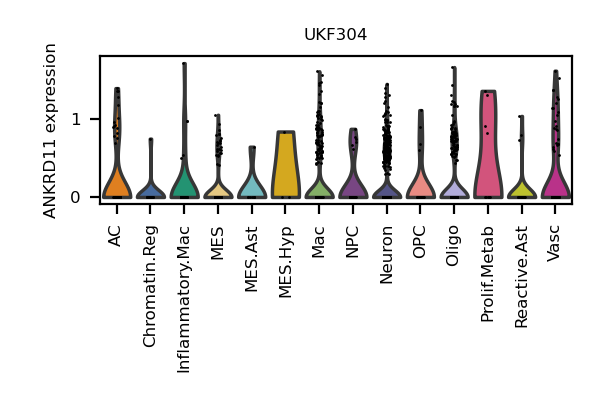 UKF304
ANKRD11 expression
1
0
AC
Chromatin.Reg
Inflammatory.Mac
MES
MES.Ast
MES.Hyp
Mac
NPC
Neuron
OPC
Oligo
Prolif.Metab
Reactive.Ast
Vasc